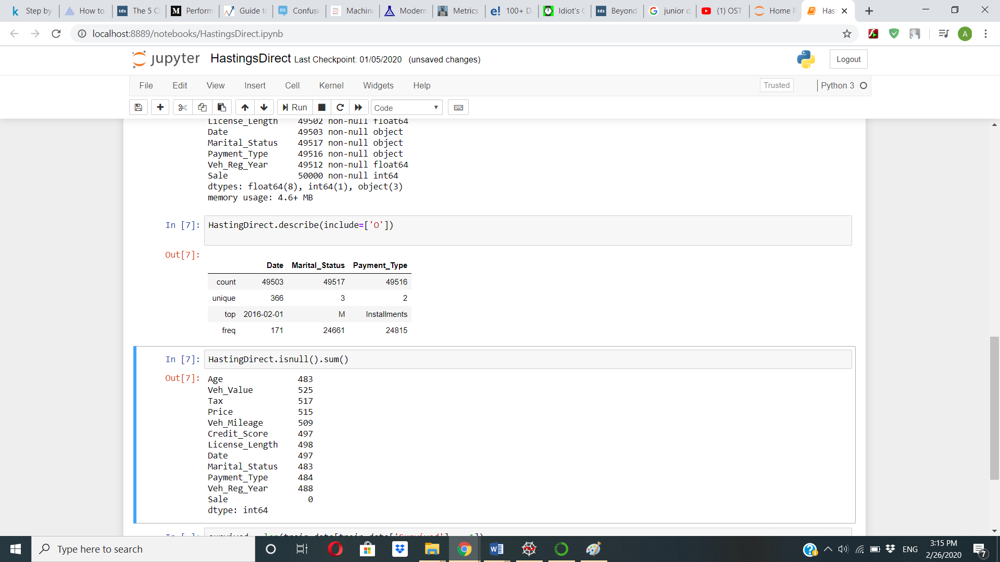 Step by
How to
tds The 5 C
M Perform
Guide to
DS Confusi
Machin
Modern
Metrics
e! 100+ D
Idiot's G
tds Beyond
junior d
(1) OST
Home P
Has
localhost:8889/notebooks/HastingsDirect.ipynb
A
jupyter HastingsDirect Last Checkpoint: 01/05/2020 (unsaved changes)
Logout
File Edit View Insert Cell Kernel Widgets Help
Trusted
Python 3
Run
Code
License_Length 49502 non-null float64
Date 49503 non-null object
Marital_Status 49517 non-null object
Payment_Type 49516 non-null object
Veh_Reg_Year 49512 non-null float64
Sale 50000 non-null int64
dtypes: float64(8), int64(1), object(3)
memory usage: 4.6+ MB
In [7]: HastingDirect.describe(include=['O'])
Out[7]:
Date Marital_Status Payment_Type
count 49503 49517 49516
unique 366 3 2
top 2016-02-01 M Installments
freq 171 24661 24815
In [7]: HastingDirect.isnull().sum()
Out[7]: Age 483
Veh_Value 525
Tax 517
Price 515
Veh_Mileage 509
Credit_Score 497
License_Length 498
Date 497
Marital_Status 483
Payment_Type 484
Veh_Reg_Year 488
Sale 0
dtype: int64
Type here to search
ENG
3:15 PM
2/26/2020
7